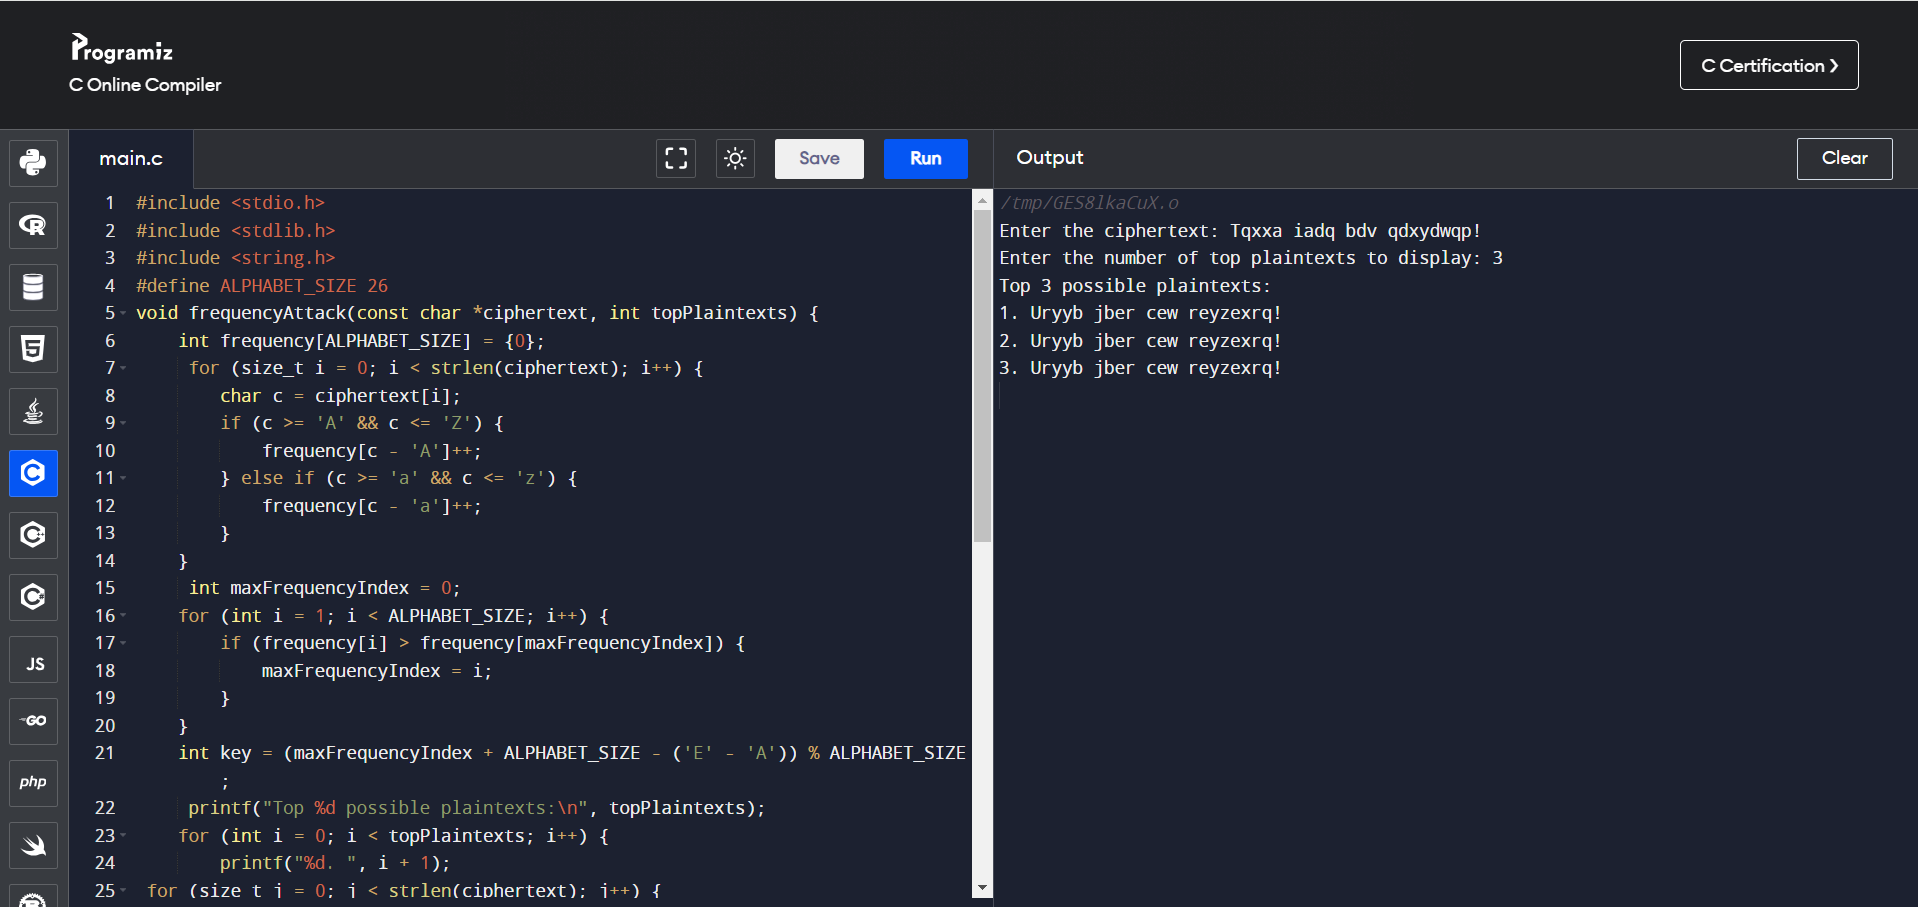 Programiz
C Online Compiler
C Certification ❯
main.c
Save
Run
Output
Clear
1 #include <stdio.h>
2 #include <stdlib.h>
3 #include <string.h>
4 #define ALPHABET_SIZE 26
5 void frequencyAttack(const char *ciphertext, int topPlaintexts) {
6 int frequency[ALPHABET_SIZE] = {0};
7 for (size_t i = 0; i < strlen(ciphertext); i++) {
8 char c = ciphertext[i];
9 if (c >= 'A' && c <= 'Z') {
10 frequency[c - 'A']++;
11 } else if (c >= 'a' && c <= 'z') {
12 frequency[c - 'a']++;
13 }
14 }
15 int maxFrequencyIndex = 0;
16 for (int i = 1; i < ALPHABET_SIZE; i++) {
17 if (frequency[i] > frequency[maxFrequencyIndex]) {
18 maxFrequencyIndex = i;
19 }
20 }
21 int key = (maxFrequencyIndex + ALPHABET_SIZE - ('E' - 'A')) % ALPHABET_SIZE
;
22 printf("Top %d possible plaintexts:\n", topPlaintexts);
23 for (int i = 0; i < topPlaintexts; i++) {
24 printf("%d. ", i + 1);
25 for (size_t j = 0; j < strlen(ciphertext); j++) {
/tmp/GES8lkaCuX.o
Enter the ciphertext: Tqxxa iadq bdv qdxydwqp!
Enter the number of top plaintexts to display: 3
Top 3 possible plaintexts:
1. Uryyb jber cew reyzexrq!
2. Uryyb jber cew reyzexrq!
3. Uryyb jber cew reyzexrq!
R
5
C
C++
C#
JS
GO
php